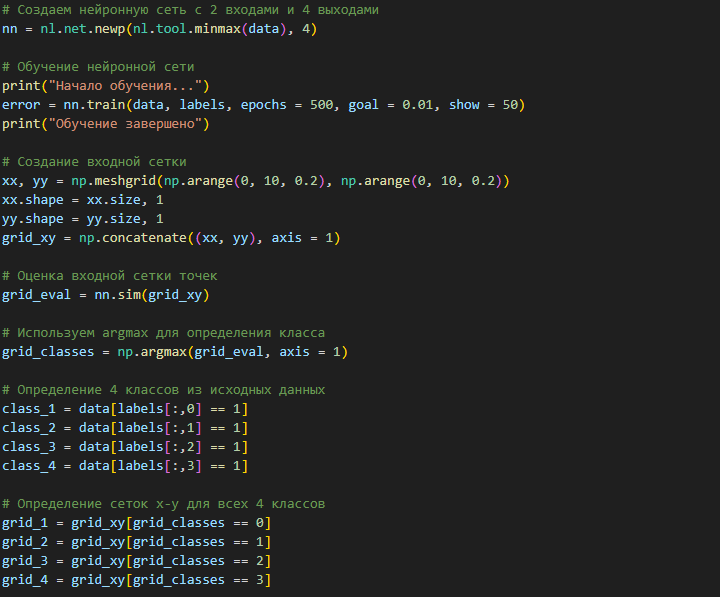 # Создаем нейронную сеть с 2 входами и 4 выходами
nn = nl.net.newp(nl.tool.minmax(data), 4)
# Обучение нейронной сети
print("Начало обучения...")
error = nn.train(data, labels, epochs = 500, goal = 0.01, show = 50)
print("Обучение завершено")
# Создание входной сетки
xx, yy = np.meshgrid(np.arange(0, 10, 0.2), np.arange(0, 10, 0.2))
xx.shape = xx.size, 1
yy.shape = yy.size, 1
grid_xy = np.concatenate((xx, yy), axis = 1)
# Оценка входной сетки точек
grid_eval = nn.sim(grid_xy)
# Используем argmax для определения класса
grid_classes = np.argmax(grid_eval, axis = 1)
# Определение 4 классов из исходных данных
class_1 = data[labels[:,0] == 1]
class_2 = data[labels[:,1] == 1]
class_3 = data[labels[:,2] == 1]
class_4 = data[labels[:,3] == 1]
# Определение сеток x-y для всех 4 классов
grid_1 = grid_xy[grid_classes == 0]
grid_2 = grid_xy[grid_classes == 1]
grid_3 = grid_xy[grid_classes == 2]
grid_4 = grid_xy[grid_classes == 3]